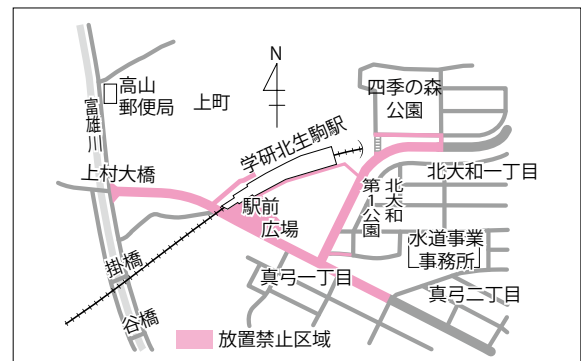 N
四季の森
公園
高山
郵便局
上町
富雄川
学研北生駒駅
上村大橋
北大和一丁目
北大和
第1公園
駅前
広場
水道事業
事務所
掛橋
真弓一丁目
真弓二丁目
谷橋
放置禁止区域